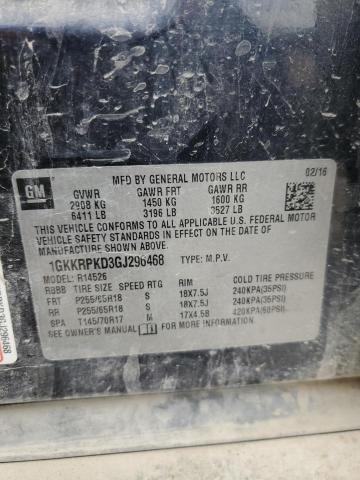 GM
MFD BY GENERAL MOTORS LLC 02/16
GVWR GAWR FRT GAWR RR
2908 KG 1450 KG 1600 KG
6411 LB 3196 LB 3527 LB
THIS VEHICLE CONFORMS TO ALL APPLICABLE U.S. FEDERAL MOTOR
VEHICLE SAFETY STANDARDS IN EFFECT ON THE DATE OF
MANUFACTURE SHOWN ABOVE.
1GKKRPKD3GJ296468 TYPE: M.P.V.
MODEL: R14526
RBBB TIRE SIZE SPEED RTG RIM COLD TIRE PRESSURE
FRT P255/65R18 S 18X7.5J 240KPA(35PSI)
RR P255/65R18 S 18X7.5J 240KPA(35PSI)
SPA T145/70R17 M 17X4.5B 420KPA(60PSI)
SEE OWNER'S MANUAL FOR MORE INFORMATION